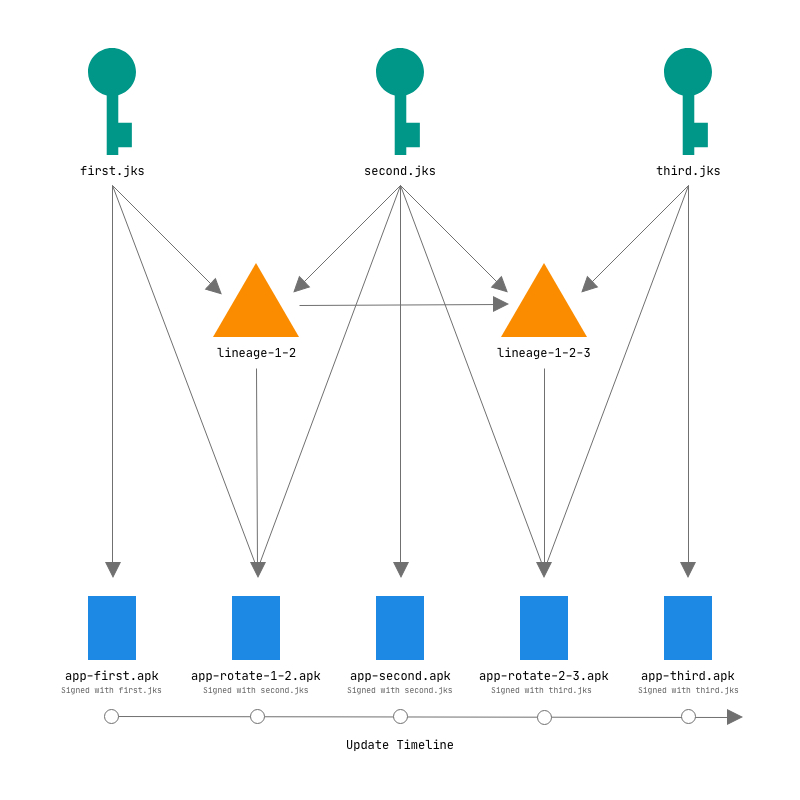 first.jks
second.jks
third.jks
lineage-1-2
lineage-1-2-3
app-first.apk
Signed with first.jks
app-rotate-1-2.apk
Signed with second.jks
app-second.apk
Signed with second.jks
app-rotate-2-3.apk
Signed with third.jks
app-third.apk
Signed with third.jks
Update Timeline